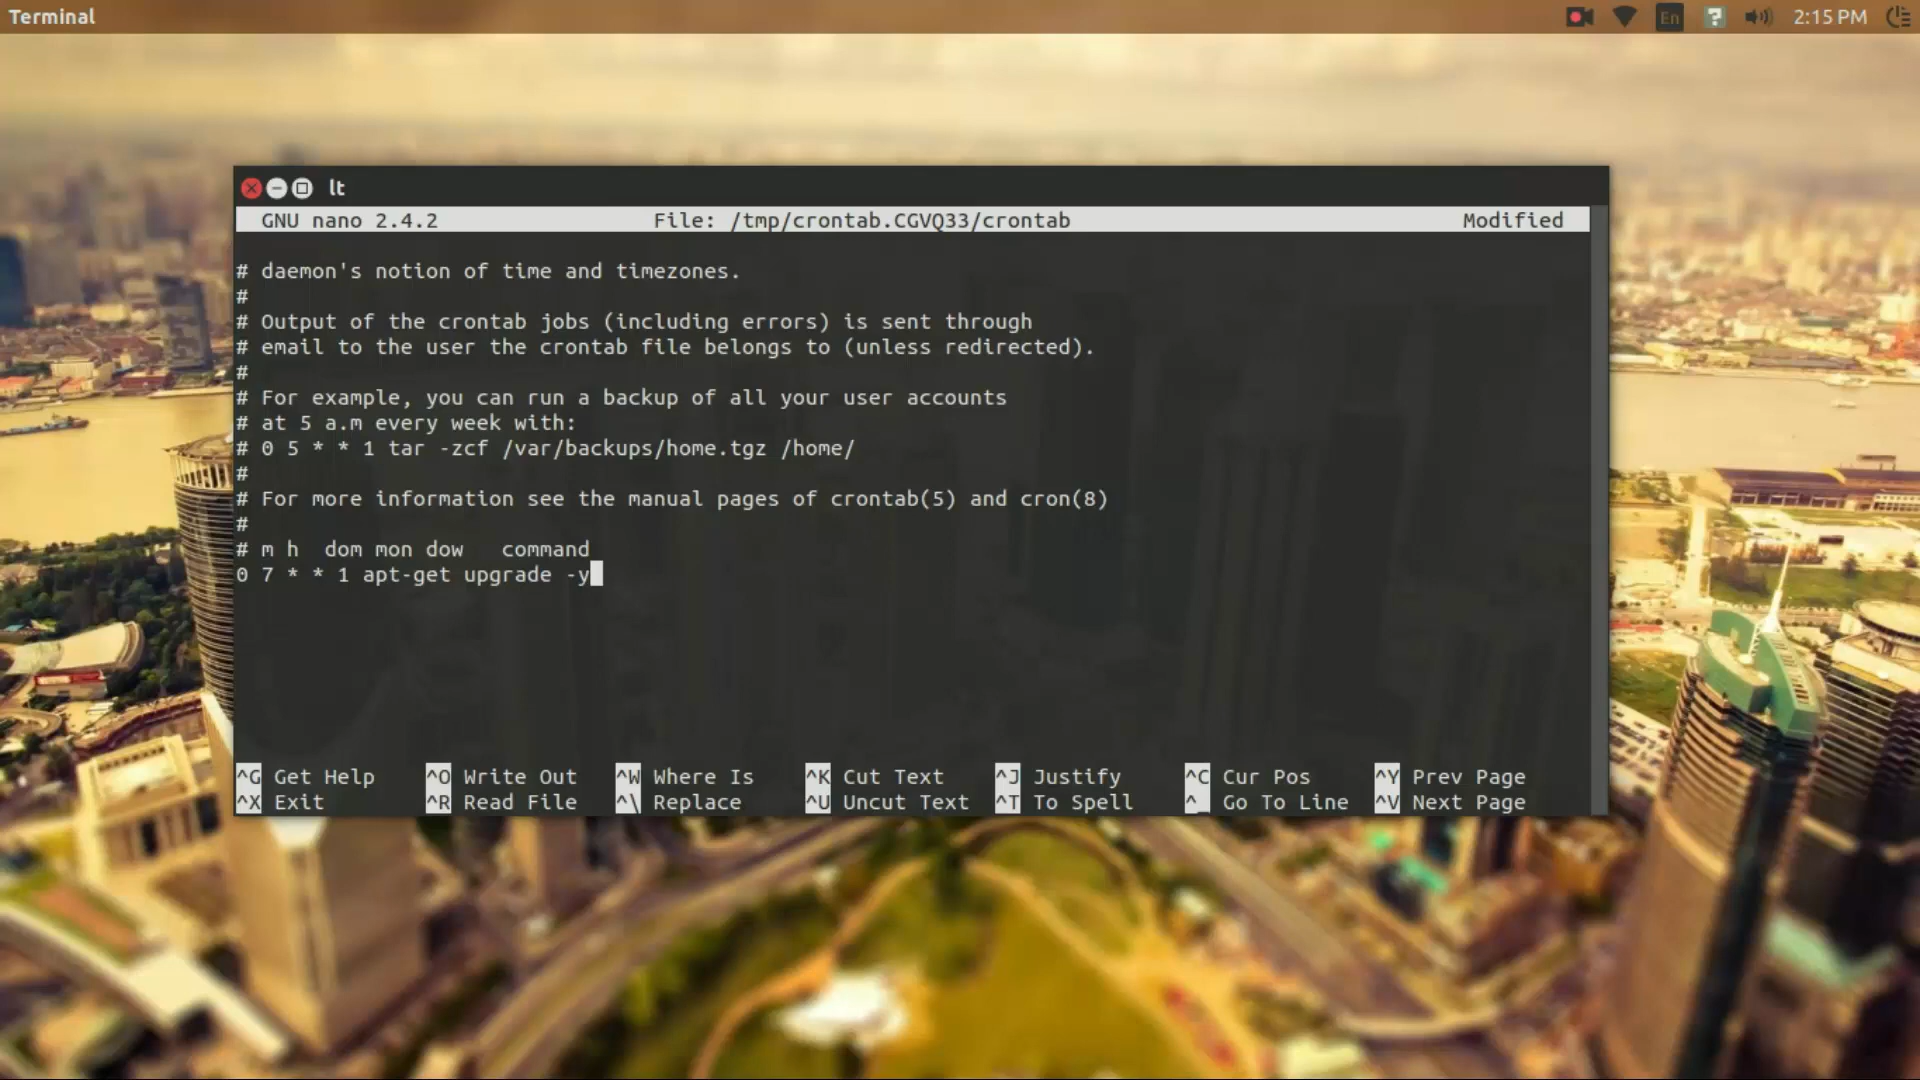 Terminal
En
2:15 PM
lt
GNU nano 2.4.2 File: /tmp/crontab.CGVQ33/crontab Modified
# daemon's notion of time and timezones.
#
# Output of the crontab jobs (including errors) is sent through
# email to the user the crontab file belongs to (unless redirected).
#
# For example, you can run a backup of all your user accounts
# at 5 a.m every week with:
# 0 5 * * 1 tar -zcf /var/backups/home.tgz /home/
#
# For more information see the manual pages of crontab(5) and cron(8)
#
# m h  dom mon dow   command
0 7 * * 1 apt-get upgrade -y
^G Get Help ^O Write Out ^W Where Is ^K Cut Text ^J Justify ^C Cur Pos ^Y Prev Page
^X Exit ^R Read File ^\ Replace ^U Uncut Text ^T To Spell ^_ Go To Line ^V Next Page